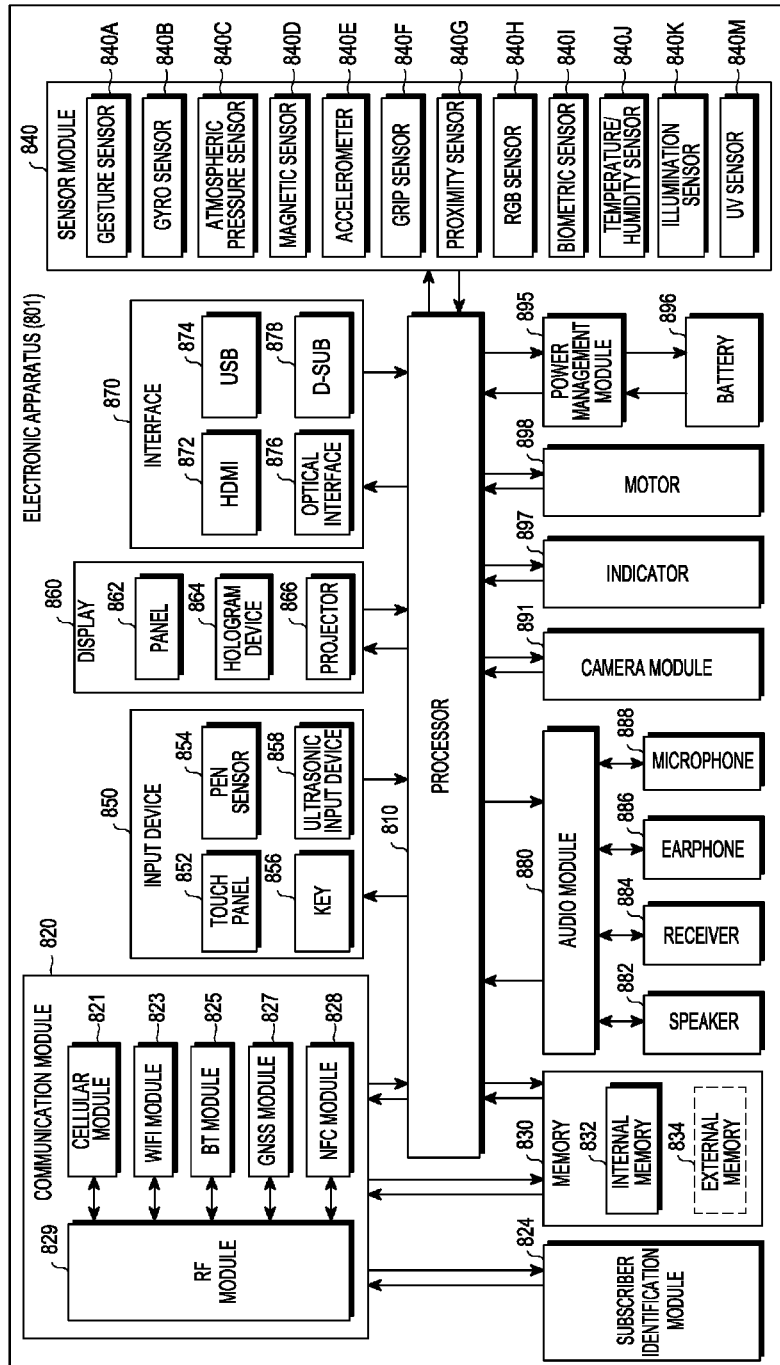 ELECTRONIC APPARATUS (801)
820
COMMUNICATION MODULE
829
RF
MODULE
821
CELLULAR
MODULE
823
WIFI MODULE
825
BT MODULE
827
GNSS MODULE
828
NFC MODULE
850
INPUT DEVICE
852
TOUCH
PANEL
854
PEN
SENSOR
856
KEY
858
ULTRASONIC
INPUT DEVICE
860
DISPLAY
862
PANEL
864
HOLOGRAM
DEVICE
866
PROJECTOR
870
INTERFACE
872
HDMI
874
USB
876
OPTICAL
INTERFACE
878
D-SUB
840
SENSOR MODULE
GESTURE SENSOR
840A
GYRO SENSOR
840B
ATMOSPHERIC
PRESSURE SENSOR
840C
MAGNETIC SENSOR
840D
ACCELEROMETER
840E
GRIP SENSOR
840F
PROXIMITY SENSOR
840G
RGB SENSOR
840H
BIOMETRIC SENSOR
840I
TEMPERATURE/
HUMIDITY SENSOR
840J
ILLUMINATION
SENSOR
840K
UV SENSOR
840M
810
PROCESSOR
824
SUBSCRIBER
IDENTIFICATION
MODULE
830
MEMORY
832
INTERNAL
MEMORY
834
EXTERNAL
MEMORY
880
AUDIO MODULE
882
SPEAKER
884
RECEIVER
886
EARPHONE
888
MICROPHONE
891
CAMERA MODULE
897
INDICATOR
898
MOTOR
895
POWER
MANAGEMENT
MODULE
896
BATTERY